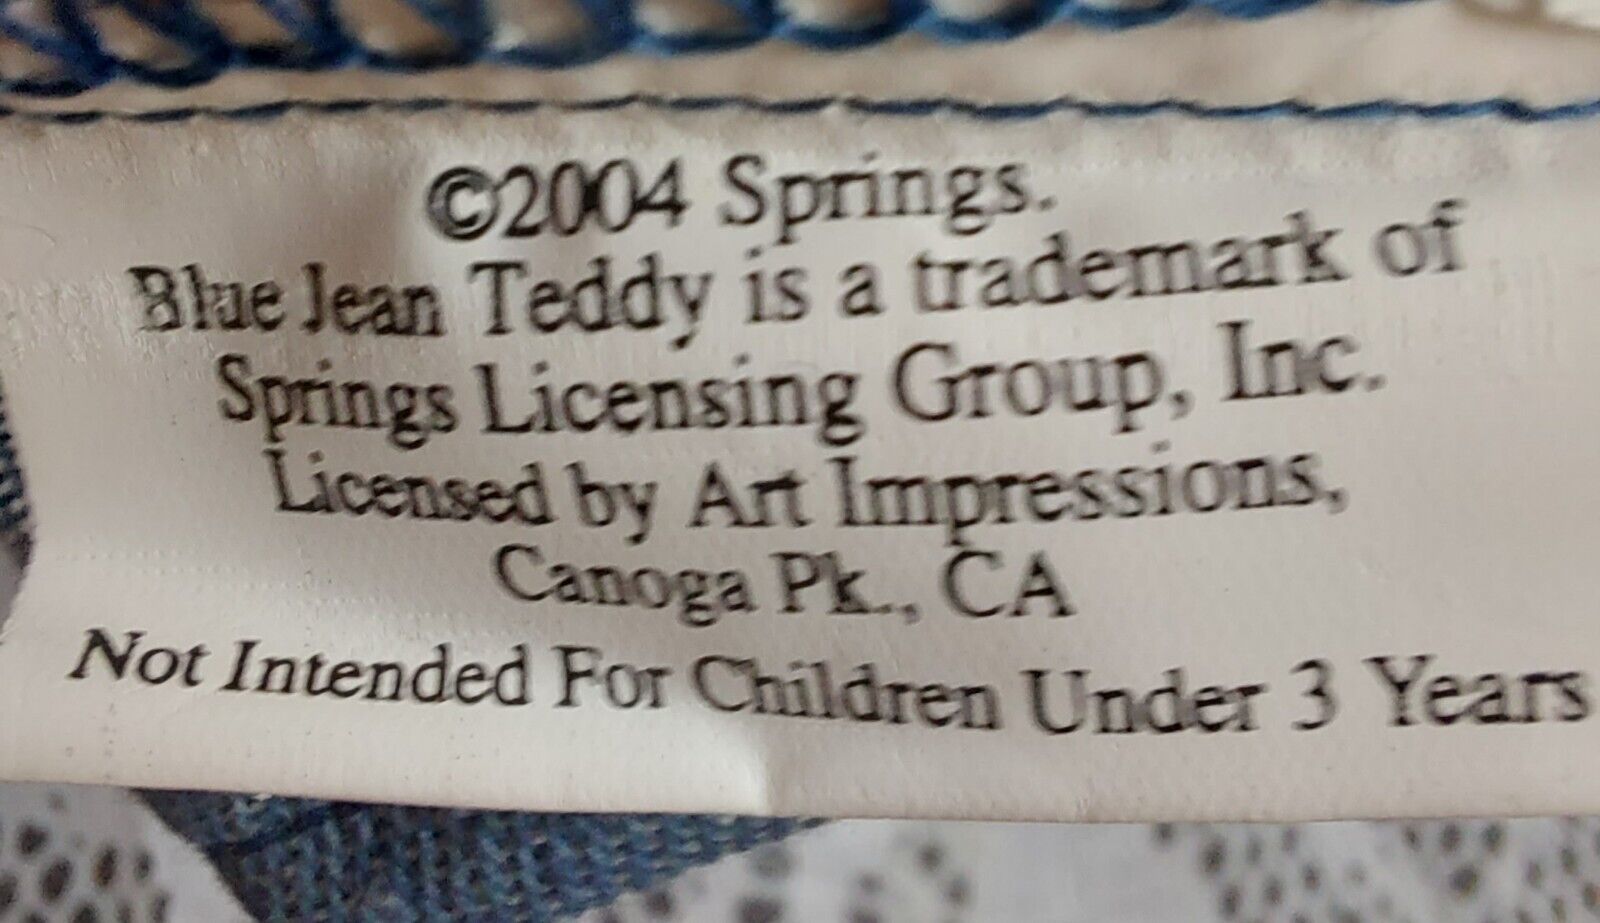 ©2004 Springs.
Blue Jean Teddy is a trademark of
Springs Licensing Group, Inc.
Licensed by Art Impressions,
Canoga Pk., CA
Not Intended For Children Under 3 Years